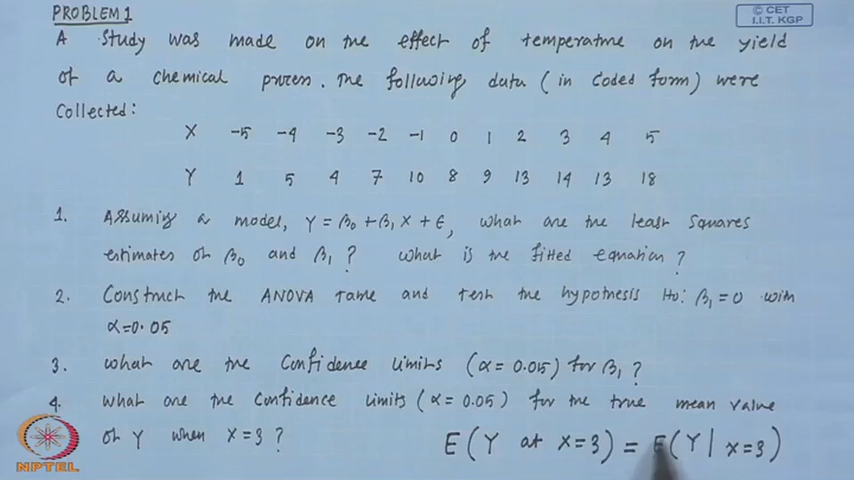 PROBLEM 1
© CET
I.I.T. KGP
A study was made on the effect of temperature on the yield
of a chemical process. The following data (in coded form) were
collected:
X -5 -4 -3 -2 -1 0 1 2 3 4 5
Y 1 5 4 7 10 8 9 13 14 13 18
1. Assuming a model, Y = β₀ + β₁ X + ϵ, what are the least squares
estimates of β₀ and β₁ ? what is the fitted equation ?
2. Construct the ANOVA table and test the hypothesis H₀: β₁ = 0 with
α=0.05
3. what are the confidence limits (α = 0.05) for β₁ ?
4. what are the confidence limits (α = 0.05) for the true mean value
of Y when X = 3 ?
E(Y at X=3) = E(Y| X=3)
NPTEL